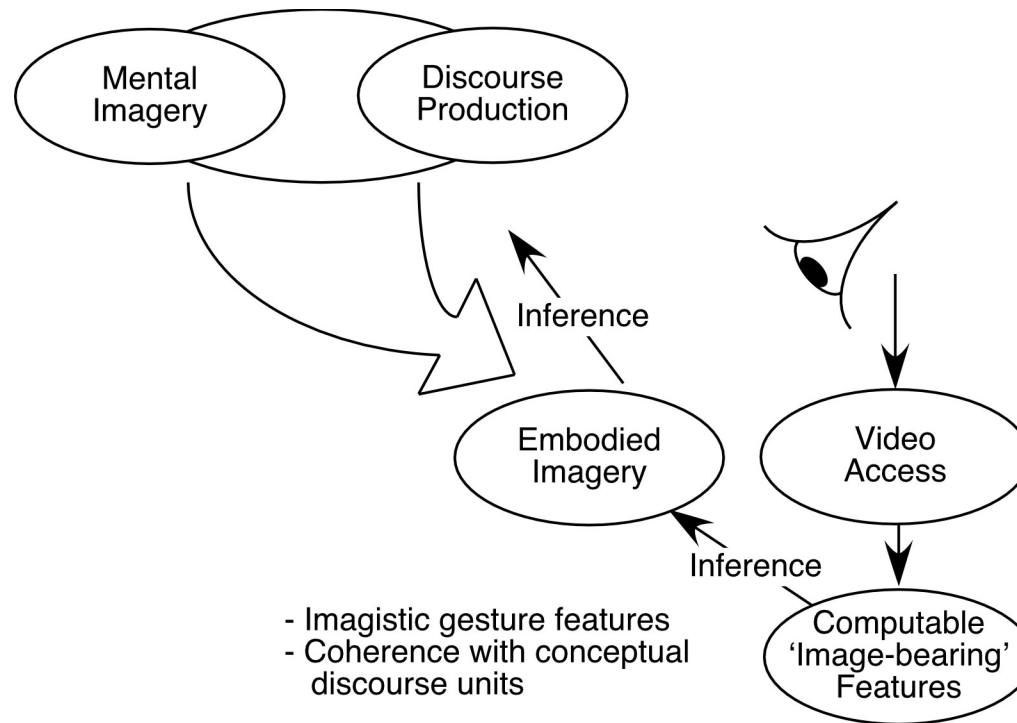 Mental
Imagery
Discourse
Production
Inference
Embodied
Imagery
Video
Access
Inference
- Imagistic gesture features
- Coherence with conceptual
discourse units
Computable
‘Image-bearing’
Features